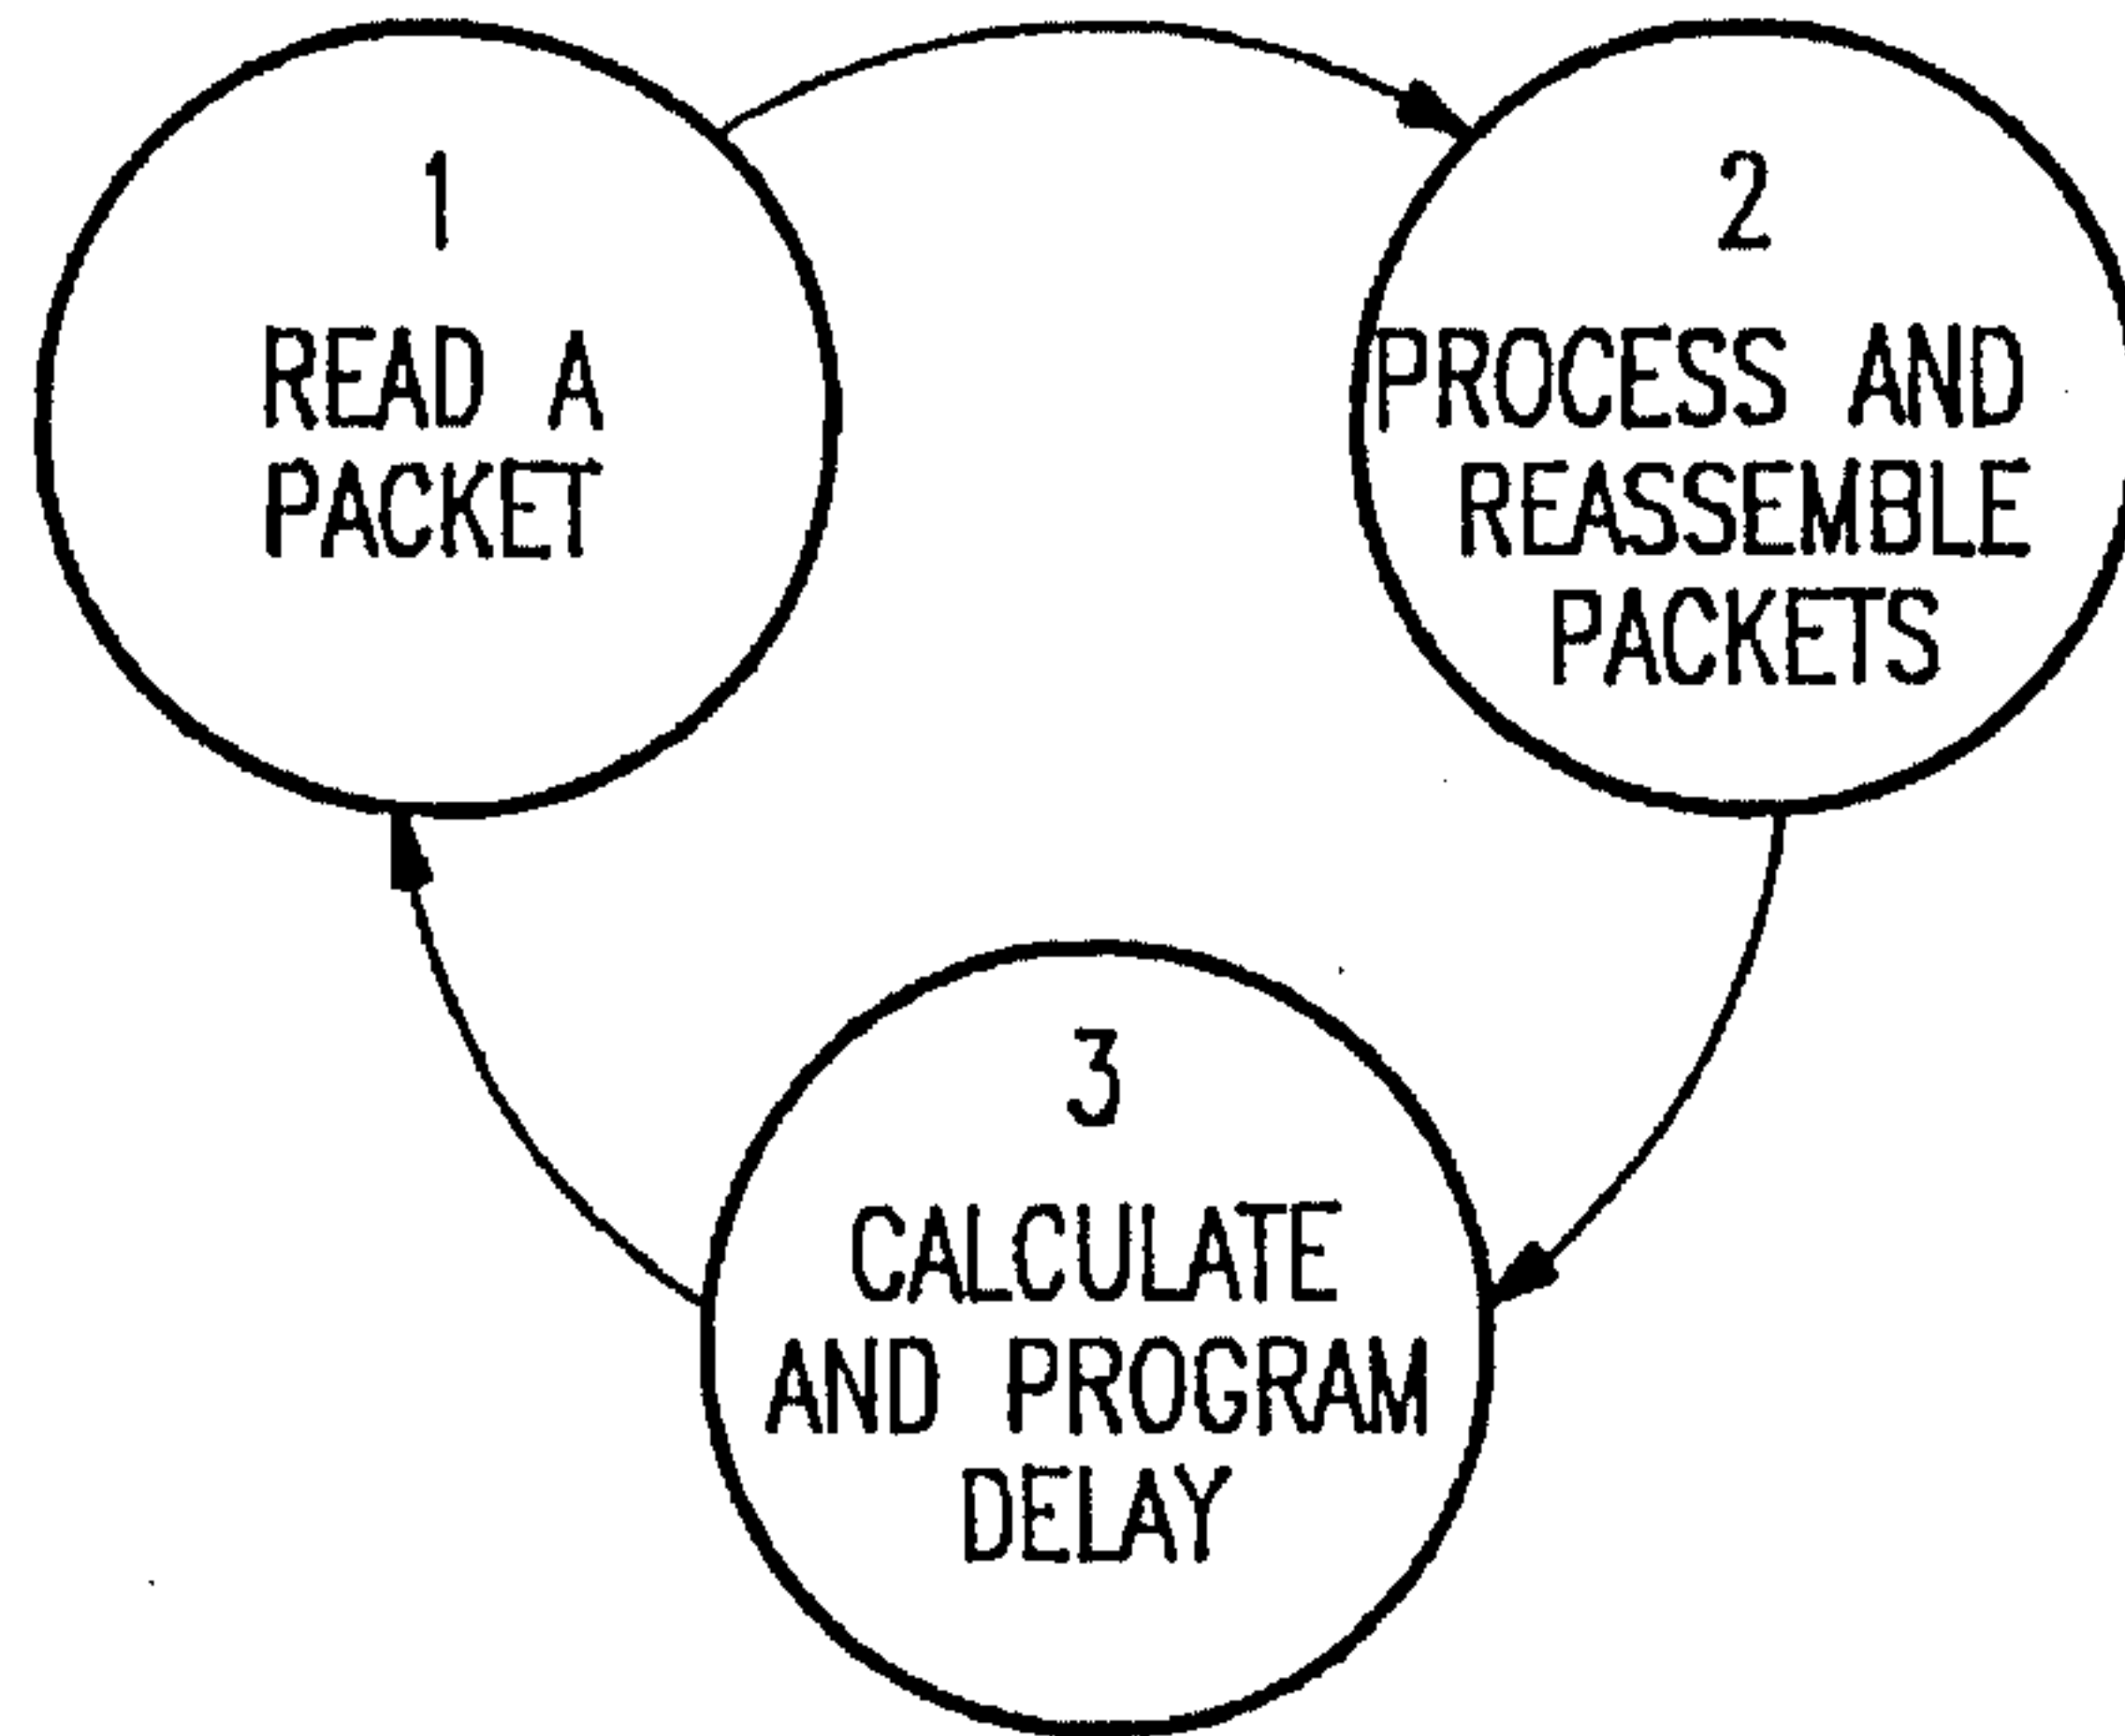 1
READ A
PACKET
2
PROCESS AND
REASSEMBLE
PACKETS
3
CALCULATE
AND PROGRAM
DELAY